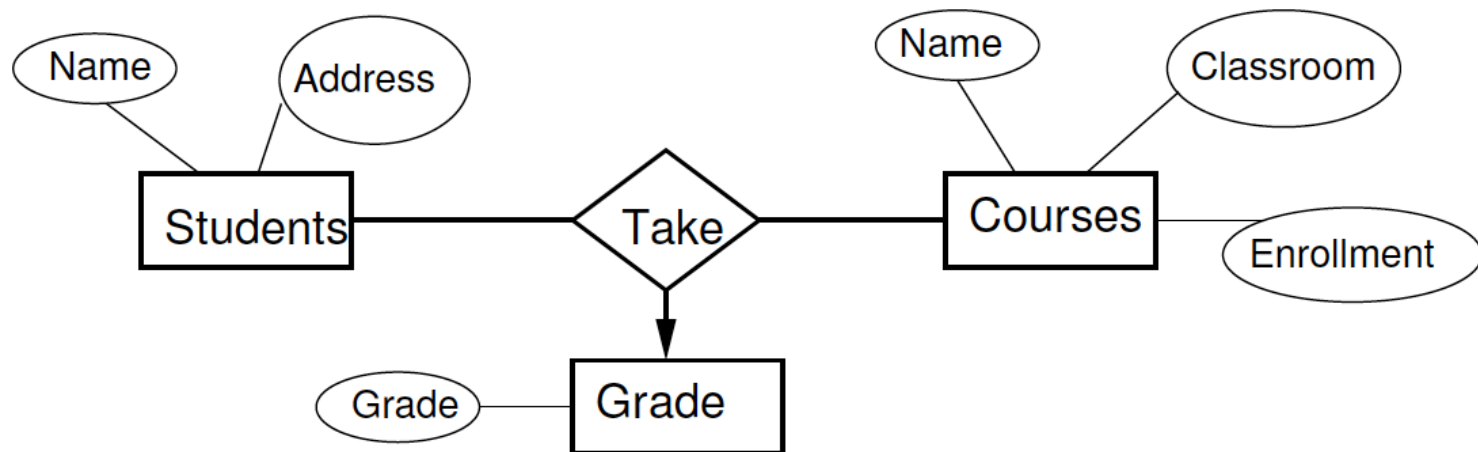 Name
Address
Name
Classroom
Students
Take
Courses
Enrollment
Grade
Grade